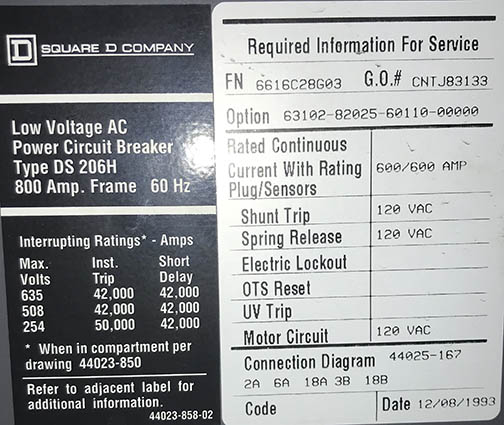 D SQUARE D COMPANY
Low Voltage AC
Power Circuit Breaker
Type DS 206H
800 Amp. Frame 60 Hz
Interrupting Ratings* - Amps
Max. Inst. Short
Volts Trip Delay
635 42,000 42,000
508 42,000 42,000
254 50,000 42,000
* When in compartment per
drawing 44023-850
Refer to adjacent label for
additional information.
44023-858-02
Required Information For Service
FN 6616C28G03 G.O.# CNTJ83133
Option 63102-82025-60110-00000
Rated Continuous
Current With Rating 600/600 AMP
Plug/Sensors
Shunt Trip 120 VAC
Spring Release 120 VAC
Electric Lockout
OTS Reset
UV Trip
Motor Circuit 120 VAC
Connection Diagram 44025-167
2A 6A 18A 3B 18B
Code Date 12/08/1993